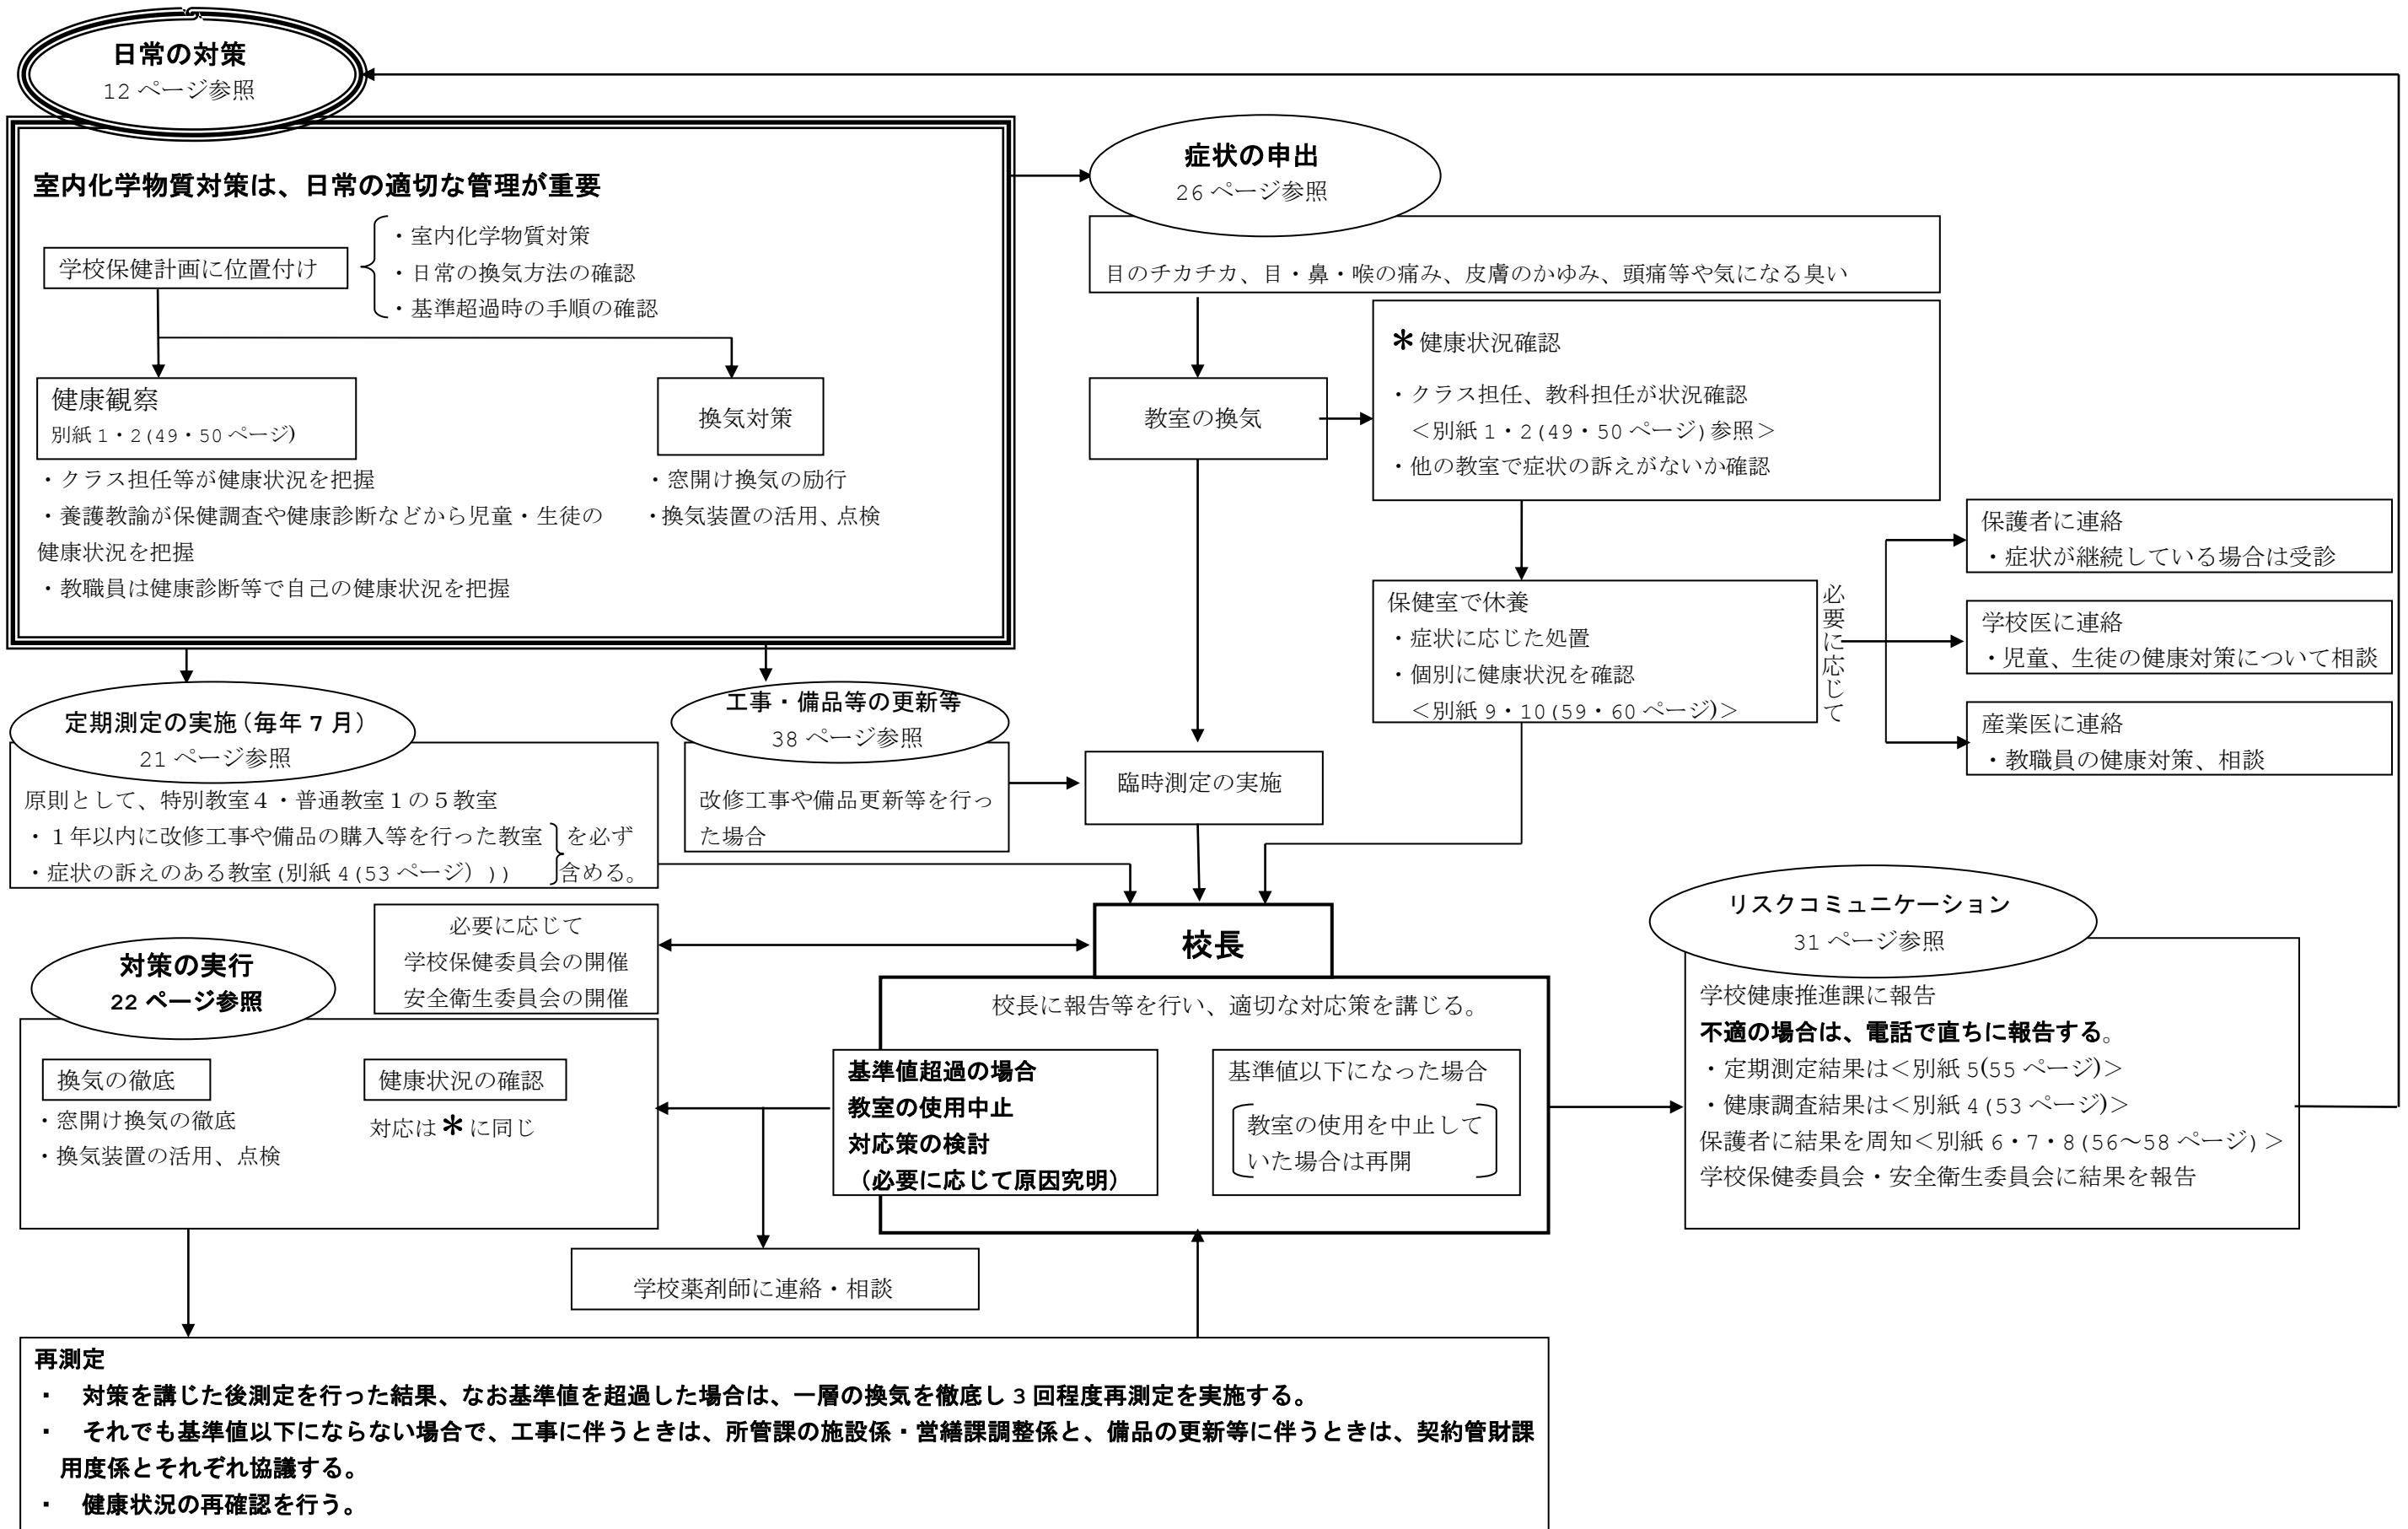 日常の対策
12 ページ参照
室内化学物質対策は、日常の適切な管理が重要
学校保健計画に位置付け
・室内化学物質対策
・日常の換気方法の確認
・基準超過時の手順の確認
健康観察
別紙 1・2(49・50 ページ)
・クラス担任等が健康状況を把握
・養護教諭が保健調査や健康診断などから児童・生徒の
健康状況を把握
・教職員は健康診断等で自己の健康状況を把握
換気対策
・窓開け換気の励行
・換気装置の活用、点検
症状の申出
26 ページ参照
目のチカチカ、目・鼻・喉の痛み、皮膚のかゆみ、頭痛等や気になる臭い
教室の換気
＊健康状況確認
・クラス担任、教科担任が状況確認
＜別紙 1・2(49・50 ページ)参照＞
・他の教室で症状の訴えがないか確認
保健室で休養
・症状に応じた処置
・個別に健康状況を確認
＜別紙 9・10(59・60 ページ)＞
必要に応じて
保護者に連絡
・症状が継続している場合は受診
学校医に連絡
・児童、生徒の健康対策について相談
産業医に連絡
・教職員の健康対策、相談
定期測定の実施（毎年 7 月）
21 ページ参照
原則として、特別教室４・普通教室１の５教室
・１年以内に改修工事や備品の購入等を行った教室
・症状の訴えのある教室(別紙 4(53 ページ）))
を必ず
含める。
工事・備品等の更新等
38 ページ参照
改修工事や備品更新等を行っ
た場合
臨時測定の実施
必要に応じて
学校保健委員会の開催
安全衛生委員会の開催
校長
校長に報告等を行い、適切な対応策を講じる。
基準値超過の場合
教室の使用中止
対応策の検討
（必要に応じて原因究明）
基準値以下になった場合
教室の使用を中止して
いた場合は再開
リスクコミュニケーション
31 ページ参照
学校健康推進課に報告
不適の場合は、電話で直ちに報告する。
・定期測定結果は＜別紙 5(55 ページ)＞
・健康調査結果は＜別紙 4(53 ページ)＞
保護者に結果を周知＜別紙 6・7・8(56～58 ページ)＞
学校保健委員会・安全衛生委員会に結果を報告
対策の実行
22 ページ参照
換気の徹底
・窓開け換気の徹底
・換気装置の活用、点検
健康状況の確認
対応は＊に同じ
学校薬剤師に連絡・相談
再測定
・ 対策を講じた後測定を行った結果、なお基準値を超過した場合は、一層の換気を徹底し 3 回程度再測定を実施する。
・ それでも基準値以下にならない場合で、工事に伴うときは、所管課の施設係・営繕課調整係と、備品の更新等に伴うときは、契約管財課
用度係とそれぞれ協議する。
・ 健康状況の再確認を行う。